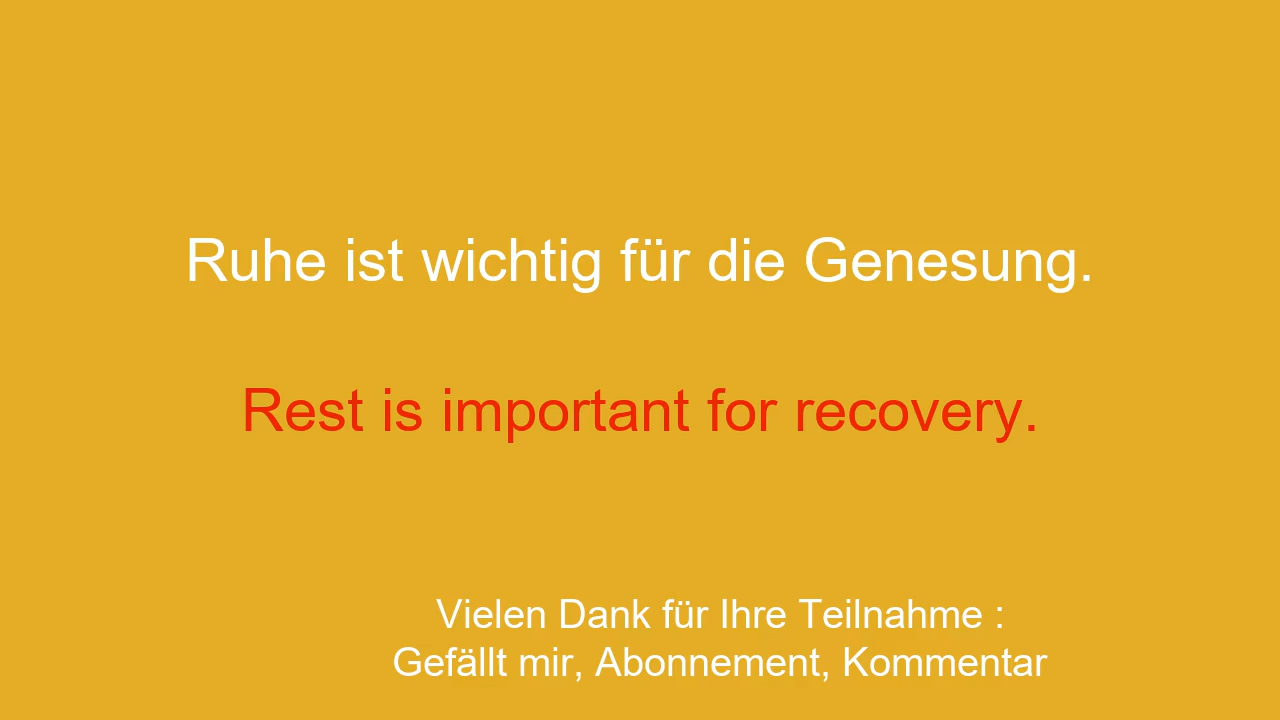 Ruhe ist wichtig für die Genesung.
Rest is important for recovery.
Vielen Dank für Ihre Teilnahme :
Gefällt mir, Abonnement, Kommentar